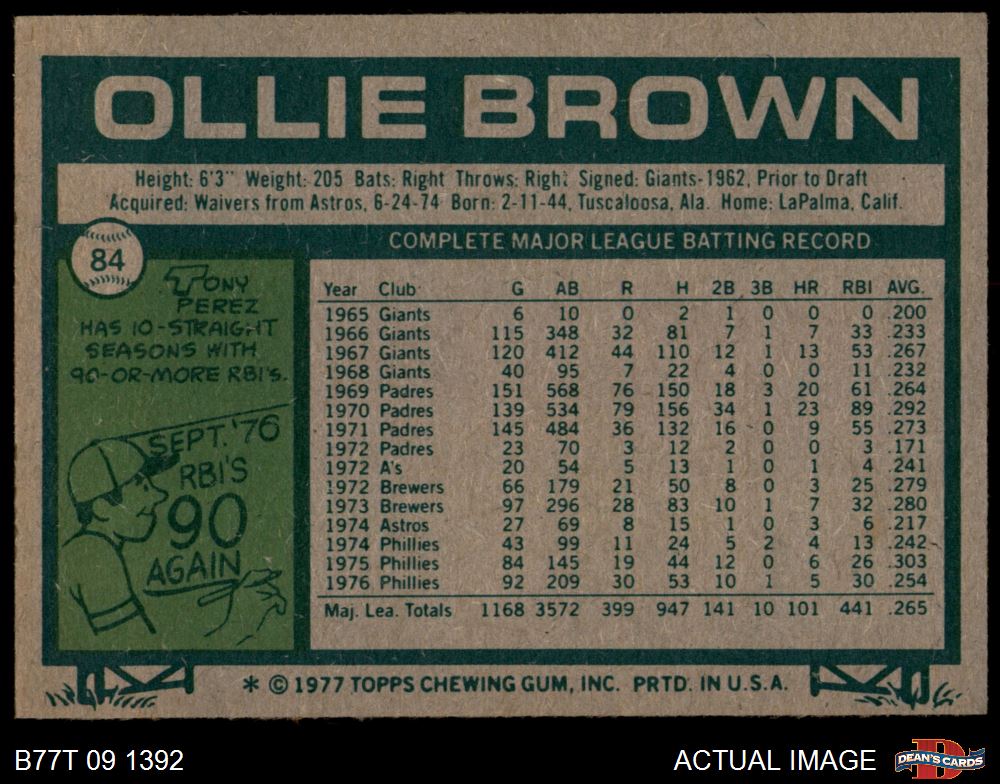 OLLIE BROWN
Height: 6'3" Weight: 205 Bats: Right Throws: Right Signed: Giants-1962, Prior to Draft
Acquired: Waivers from Astros, 6-24-74 Born: 2-11-44, Tuscaloosa, Ala. Home: LaPalma, Calif.
84
TONY
PEREZ
HAS 10-STRAIGHT
SEASONS WITH
90-OR-MORE RBI'S.
SEPT. '76
RBI'S
90
AGAIN
COMPLETE MAJOR LEAGUE BATTING RECORD
Year Club G AB R H 2B 3B HR RBI AVG.
1965 Giants 6 10 0 2 1 0 0 0 .200
1966 Giants 115 348 32 81 7 1 7 33 .233
1967 Giants 120 412 44 110 12 1 13 53 .267
1968 Giants 40 95 7 22 4 0 0 11 .232
1969 Padres 151 568 76 150 18 3 20 61 .264
1970 Padres 139 534 79 156 34 1 23 89 .292
1971 Padres 145 484 36 132 16 0 9 55 .273
1972 Padres 23 70 3 12 2 0 0 3 .171
1972 A's 20 54 5 13 1 0 1 4 .241
1972 Brewers 66 179 21 50 8 0 3 25 .279
1973 Brewers 97 296 28 83 10 1 7 32 .280
1974 Astros 27 69 8 15 1 0 3 6 .217
1974 Phillies 43 99 11 24 5 2 4 13 .242
1975 Phillies 84 145 19 44 12 0 6 26 .303
1976 Phillies 92 209 30 53 10 1 5 30 .254
Maj. Lea. Totals 1168 3572 399 947 141 10 101 441 .265
* © 1977 TOPPS CHEWING GUM, INC. PRTD. IN U.S.A.
B77T 09 1392
ACTUAL IMAGE
D
DEAN'S CARDS